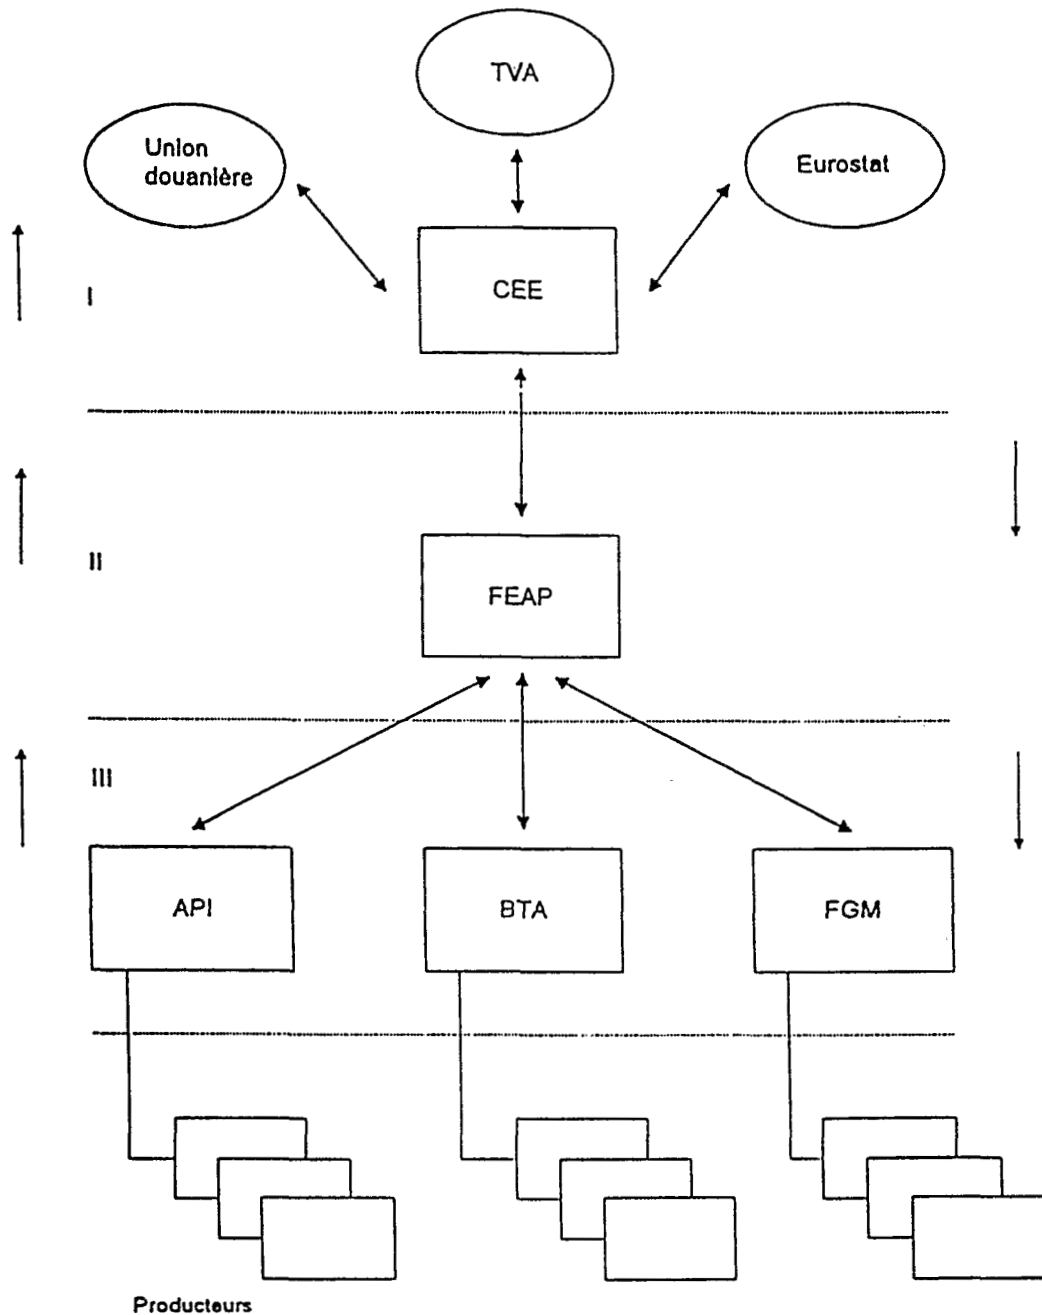 TVA
Union
douanière
Eurostat
I
CEE
II
FEAP
III
API
BTA
FGM
Producteurs